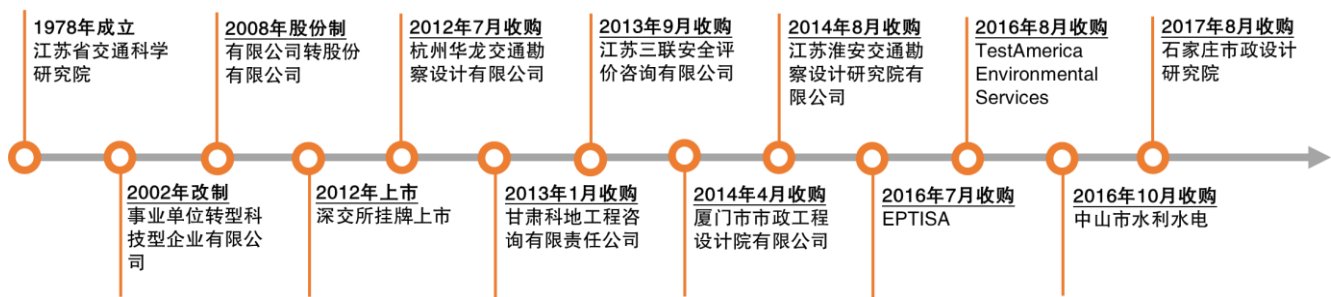 1978年成立
江苏省交通科学
研究院
2002年改制
事业单位转型科
技型企业有限公
司
2008年股份制
有限公司转股份
有限公司
2012年上市
深交所挂牌上市
2012年7月收购
杭州华龙交通勘
察设计有限公司
2013年1月收购
甘肃科地工程咨
询有限责任公司
2013年9月收购
江苏三联安全评
价咨询有限公司
2014年4月收购
厦门市市政工程
设计院有限公司
2014年8月收购
江苏淮安交通勘
察设计研究院有
限公司
2016年7月收购
EPTISA
2016年8月收购
TestAmerica
Environmental
Services
2016年10月收购
中山市水利水电
2017年8月收购
石家庄市政设计
研究院